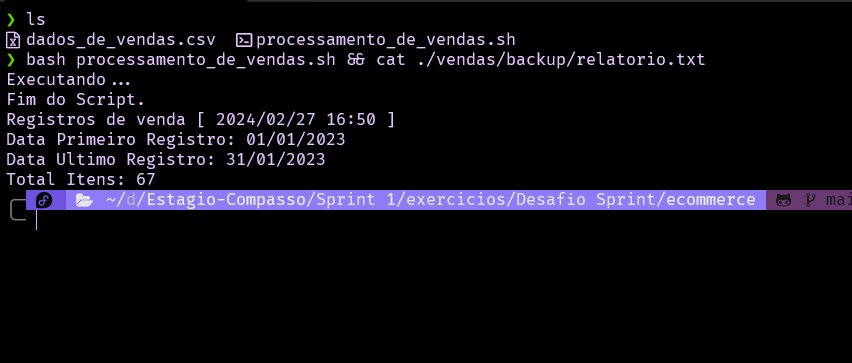 ❯ ls
dados_de_vendas.csv processamento_de_vendas.sh
❯ bash processamento_de_vendas.sh && cat ./vendas/backup/relatorio.txt
Executando...
Fim do Script.
Registros de venda [ 2024/02/27 16:50 ]
Data Primeiro Registro: 01/01/2023
Data Ultimo Registro: 31/01/2023
Total Itens: 67
~/d/Estagio-Compasso/Sprint 1/exercicios/Desafio Sprint/ecommerce mai